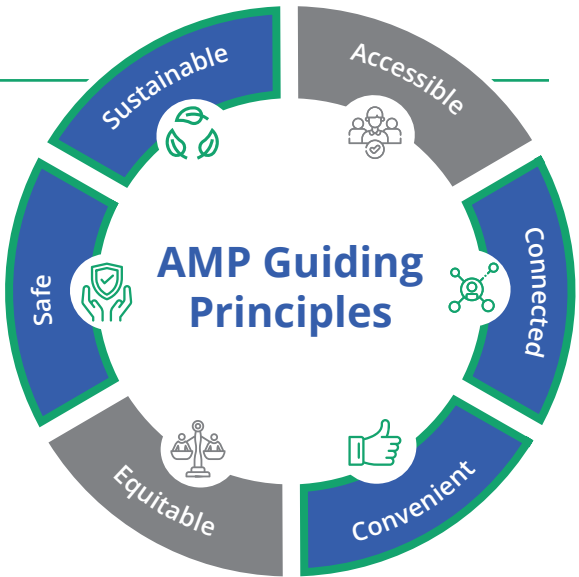 Sustainable
Accessible
Connected
Convenient
Equitable
Safe
AMP Guiding
Principles